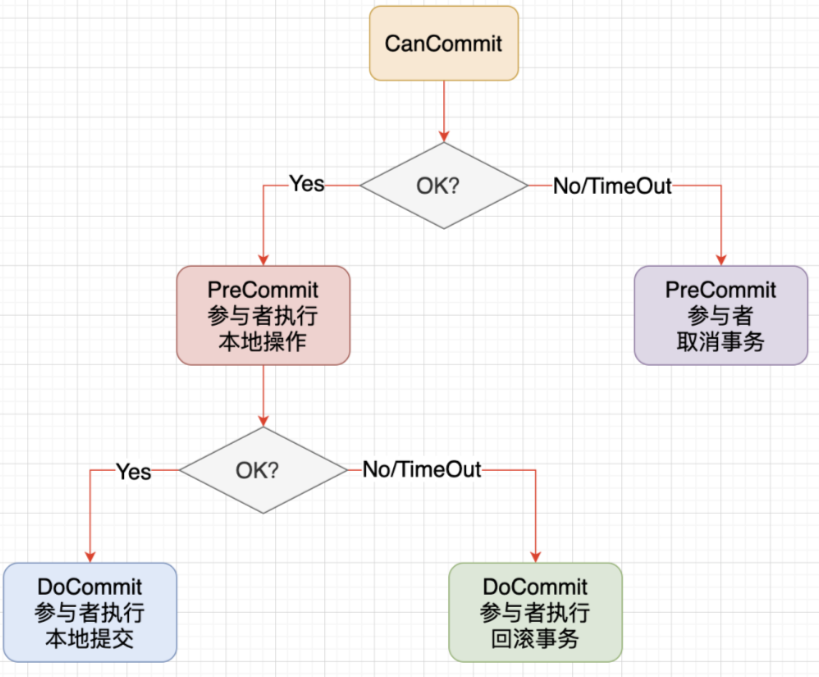 CanCommit
OK?
Yes
No/TimeOut
PreCommit
参与者执行
本地操作
PreCommit
参与者
取消事务
OK?
Yes
No/TimeOut
DoCommit
参与者执行
本地提交
DoCommit
参与者执行
回滚事务